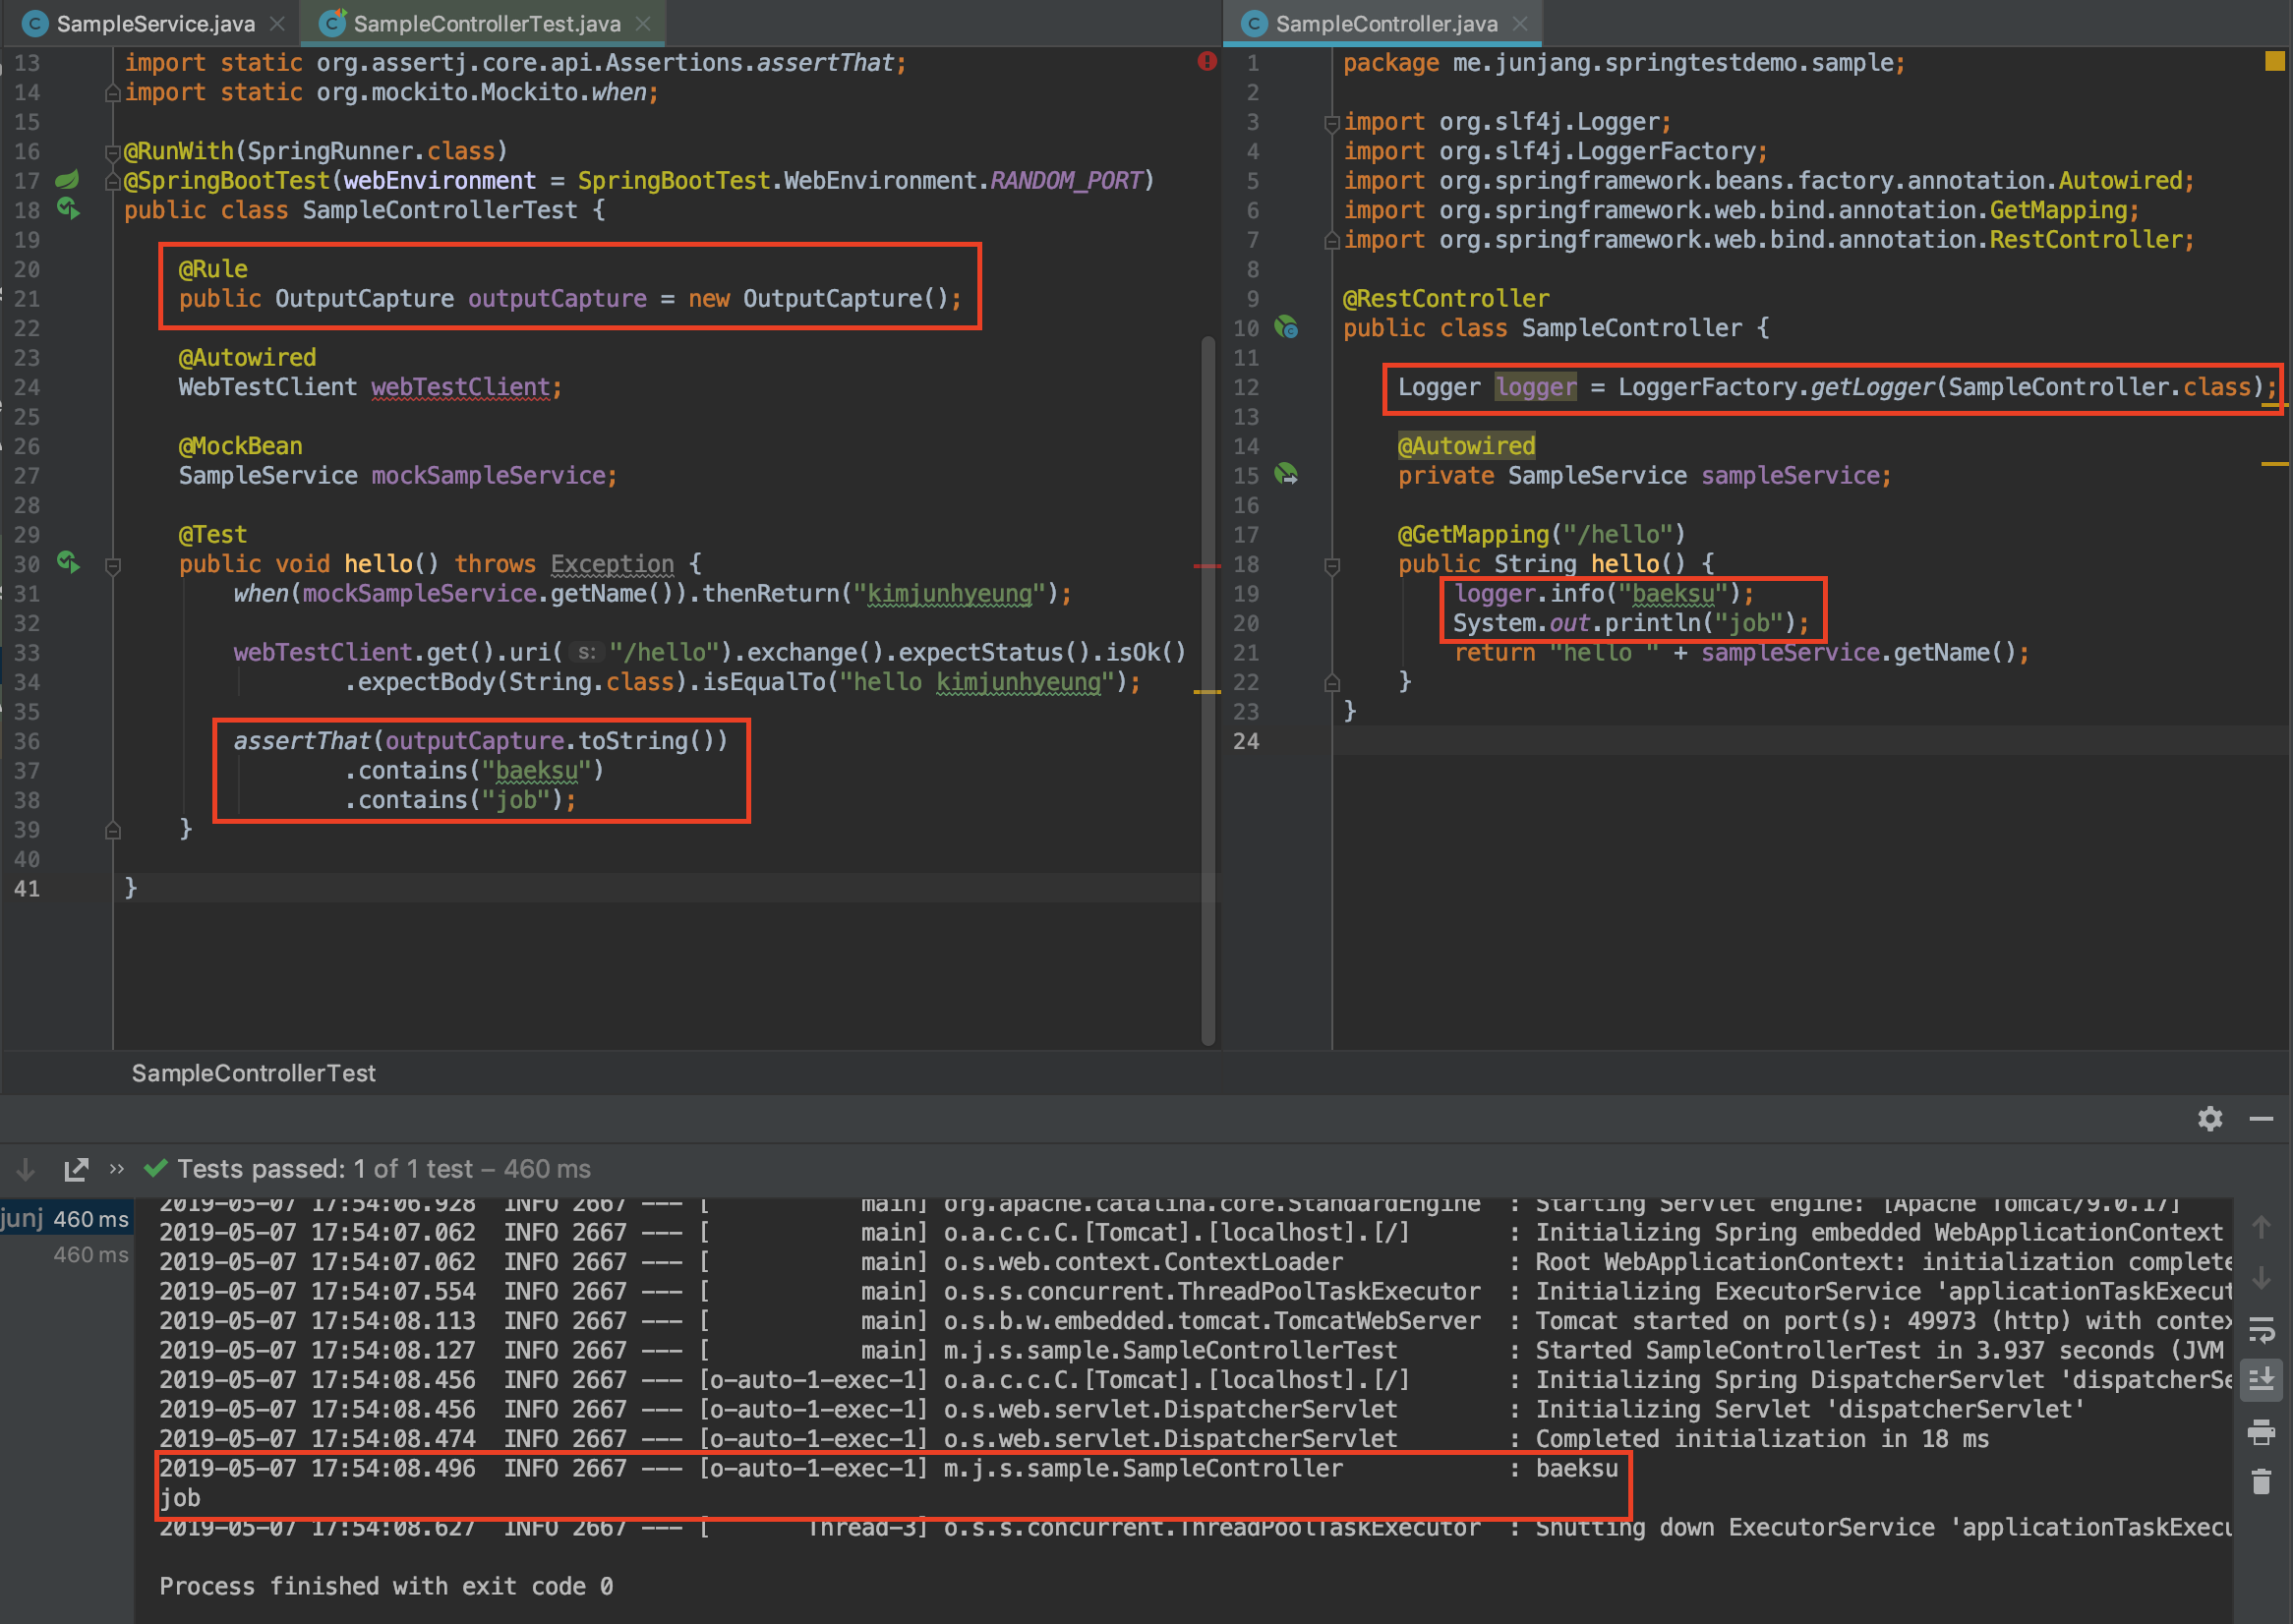 SampleService.java
SampleControllerTest.java
13 import static org.assertj.core.api.Assertions.assertThat;
14 import static org.mockito.Mockito.when;
15
16 @RunWith(SpringRunner.class)
17 @SpringBootTest(webEnvironment = SpringBootTest.WebEnvironment.RANDOM_PORT)
18 public class SampleControllerTest {
19
20 @Rule
21 public OutputCapture outputCapture = new OutputCapture();
22
23 @Autowired
24 WebTestClient webTestClient;
25
26 @MockBean
27 SampleService mockSampleService;
28
29 @Test
30 public void hello() throws Exception {
31 when(mockSampleService.getName()).thenReturn("kimjunhyeung");
32
33 webTestClient.get().uri( s: "/hello").exchange().expectStatus().isOk()
34 .expectBody(String.class).isEqualTo("hello kimjunhyeung");
35
36 assertThat(outputCapture.toString())
37 .contains("baeksu")
38 .contains("job");
39 }
40
41 }
SampleControllerTest
SampleController.java
1 package me.junjang.springtestdemo.sample;
2
3 import org.slf4j.Logger;
4 import org.slf4j.LoggerFactory;
5 import org.springframework.beans.factory.annotation.Autowired;
6 import org.springframework.web.bind.annotation.GetMapping;
7 import org.springframework.web.bind.annotation.RestController;
8
9 @RestController
10 public class SampleController {
11
12 Logger logger = LoggerFactory.getLogger(SampleController.class);
13
14 @Autowired
15 private SampleService sampleService;
16
17 @GetMapping("/hello")
18 public String hello() {
19 logger.info("baeksu");
20 System.out.println("job");
21 return "hello " + sampleService.getName();
22 }
23 }
24
Tests passed: 1 of 1 test – 460 ms
junj 460 ms
460 ms
2019-05-07 17:54:06.928 INFO 2667 --- [ main] org.apache.catalina.core.StandardEngine : Starting Servlet engine: [Apache Tomcat/9.0.17]
2019-05-07 17:54:07.062 INFO 2667 --- [ main] o.a.c.c.C.[Tomcat].[localhost].[/] : Initializing Spring embedded WebApplicationContext
2019-05-07 17:54:07.062 INFO 2667 --- [ main] o.s.web.context.ContextLoader : Root WebApplicationContext: initialization complete
2019-05-07 17:54:07.554 INFO 2667 --- [ main] o.s.s.concurrent.ThreadPoolTaskExecutor : Initializing ExecutorService 'applicationTaskExecut
2019-05-07 17:54:08.113 INFO 2667 --- [ main] o.s.b.w.embedded.tomcat.TomcatWebServer : Tomcat started on port(s): 49973 (http) with contex
2019-05-07 17:54:08.127 INFO 2667 --- [ main] m.j.s.sample.SampleControllerTest : Started SampleControllerTest in 3.937 seconds (JVM
2019-05-07 17:54:08.456 INFO 2667 --- [o-auto-1-exec-1] o.a.c.c.C.[Tomcat].[localhost].[/] : Initializing Spring DispatcherServlet 'dispatcherSe
2019-05-07 17:54:08.456 INFO 2667 --- [o-auto-1-exec-1] o.s.web.servlet.DispatcherServlet : Initializing Servlet 'dispatcherServlet'
2019-05-07 17:54:08.474 INFO 2667 --- [o-auto-1-exec-1] o.s.web.servlet.DispatcherServlet : Completed initialization in 18 ms
2019-05-07 17:54:08.496 INFO 2667 --- [o-auto-1-exec-1] m.j.s.sample.SampleController : baeksu
job
2019-05-07 17:54:08.627 INFO 2667 --- [ Thread-3] o.s.s.concurrent.ThreadPoolTaskExecutor : Shutting down ExecutorService 'applicationTaskExecu
Process finished with exit code 0